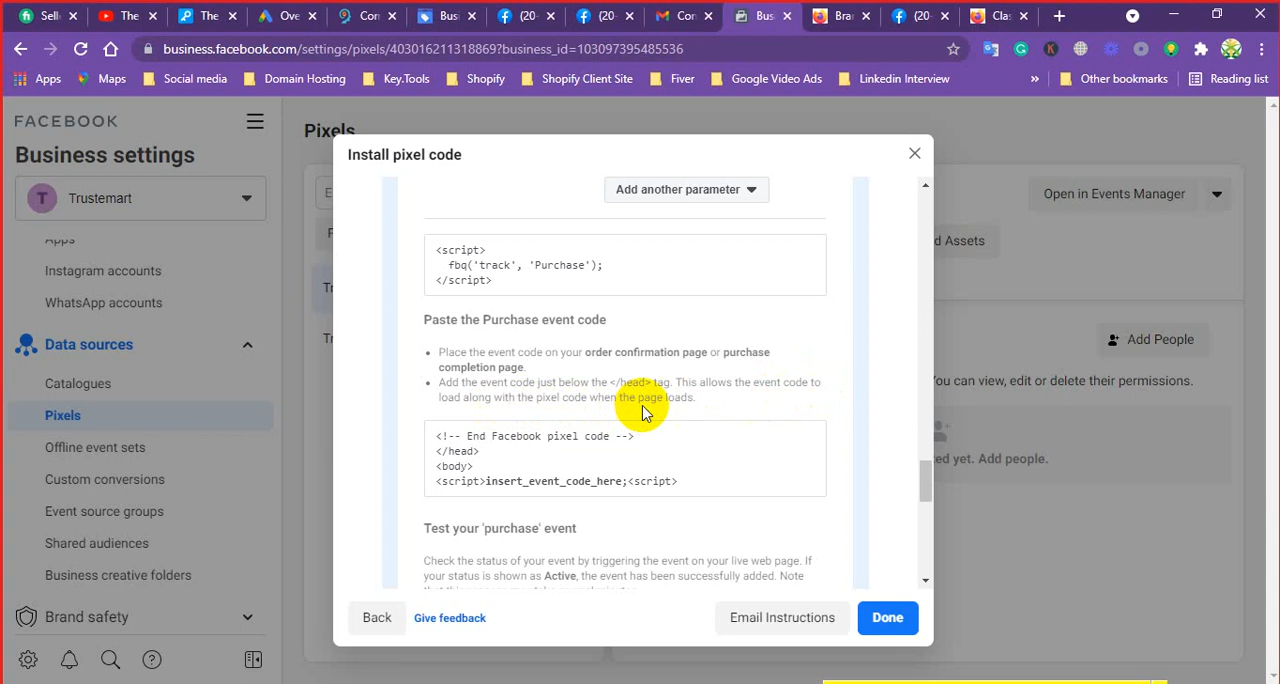 Sell
The
The
Ove
Con
Busi
(20-
(20-
Con
Bus
Bra
(20-
Clas
business.facebook.com/settings/pixels/403016211318869?business_id=103097395485536
Apps
Maps
Social media
Domain Hosting
Key.Tools
Shopify
Shopify Client Site
Fiver
Google Video Ads
Linkedin Interview
»
Other bookmarks
Reading list
FACEBOOK
Business settings
T
Trustemart
Apps
Instagram accounts
WhatsApp accounts
Data sources
Catalogues
Pixels
Offline event sets
Custom conversions
Event source groups
Shared audiences
Business creative folders
Brand safety
Pixels
Open in Events Manager
d Assets
Add People
You can view, edit or delete their permissions.
ted yet. Add people.
Install pixel code
Add another parameter
<script>
fbq('track', 'Purchase');
</script>
Paste the Purchase event code
• Place the event code on your order confirmation page or purchase
completion page.
• Add the event code just below the </head> tag. This allows the event code to
load along with the pixel code when the page loads.
<!-- End Facebook pixel code -->
</head>
<body>
<script>insert_event_code_here;<script>
Test your 'purchase' event
Check the status of your event by triggering the event on your live web page. If
your status is shown as Active, the event has been successfully added. Note
Back
Give feedback
Email Instructions
Done